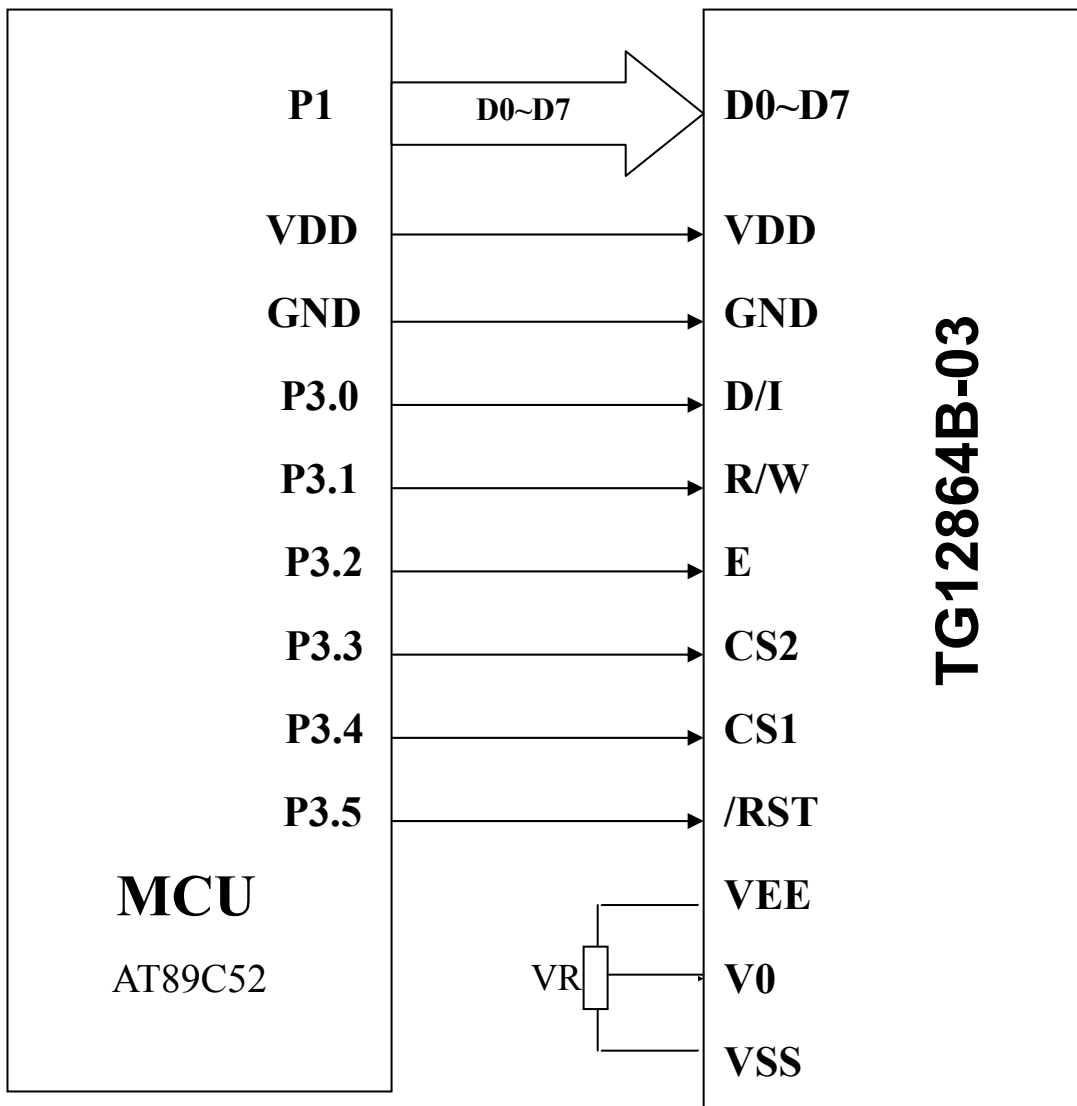 P1 D0~D7 D0~D7
VDD VDD
GND GND
P3.0 D/I
P3.1 R/W
P3.2 E
P3.3 CS2
P3.4 CS1
P3.5 /RST
MCU
AT89C52
VEE
VR V0
VSS
TG12864B-03